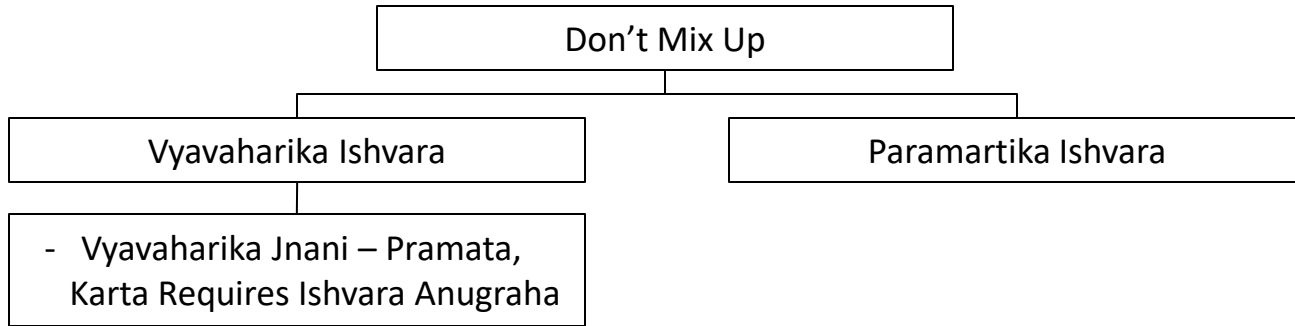 Don’t Mix Up
Vyavaharika Ishvara
Paramartika Ishvara
- Vyavaharika Jnani – Pramata,
Karta Requires Ishvara Anugraha